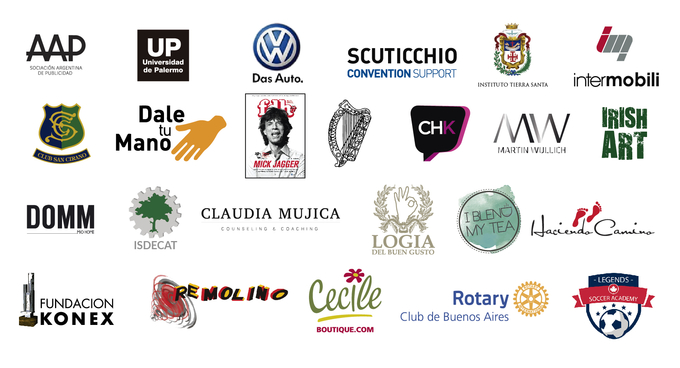 AAP
SOCIACIÓN ARGENTINA
DE PUBLICIDAD
UP
Universidad
de Palermo
Das Auto.
SCUTICCHIO
CONVENTION SUPPORT
INSTITUTO TIERRA SANTA
im
intermobili
CLUB SAN CIRANO
Dale
tu
Mano
MICK JAGGER
CHK
MW
MARTIN WULLICH
IRISH
ART
DOMM
ISDECAT
CLAUDIA MUJICA
COUNSELING & COACHING
LOGIA
DEL BUEN GUSTO
I BLEND
MY TEA
Haciendo Camino
FUNDACION
KONEX
REMOLINO
Cecile
BOUTIQUE.COM
Rotary
Club de Buenos Aires
LEGENDS
SOCCER ACADEMY